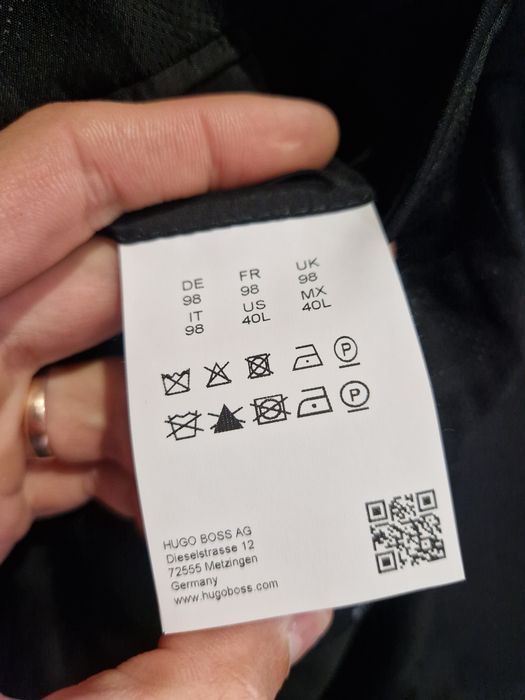 DE FR UK
98 98 98
IT US MX
98 40L 40L
P
P
HUGO BOSS AG
Dieselstrasse 12
72555 Metzingen
Germany
www.hugoboss.com